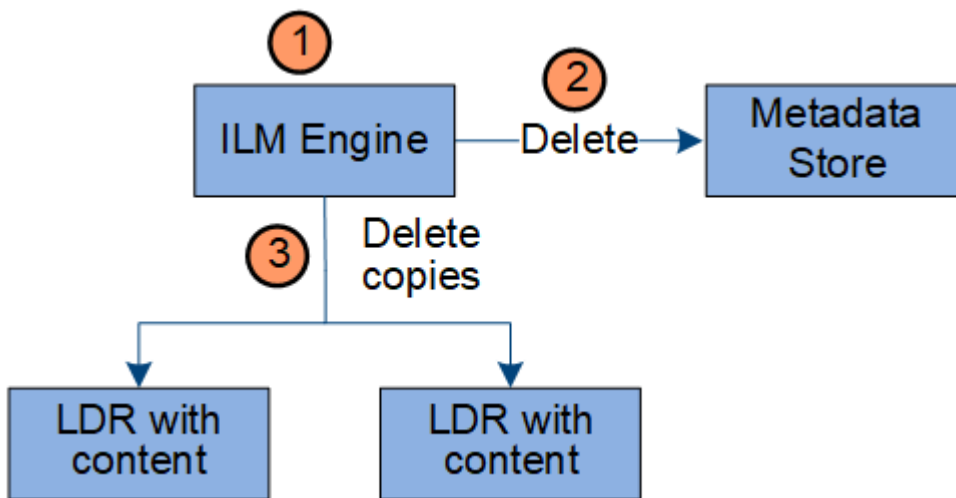 1
2
ILM Engine
Delete
Metadata
Store
3
Delete
copies
LDR with
content
LDR with
content